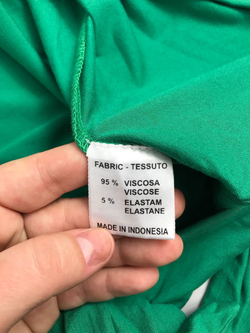 FABRIC - TESSUTO
95 % VISCOSA
VISCOSE
5 % ELASTAM
ELASTANE
MADE IN INDONESIA